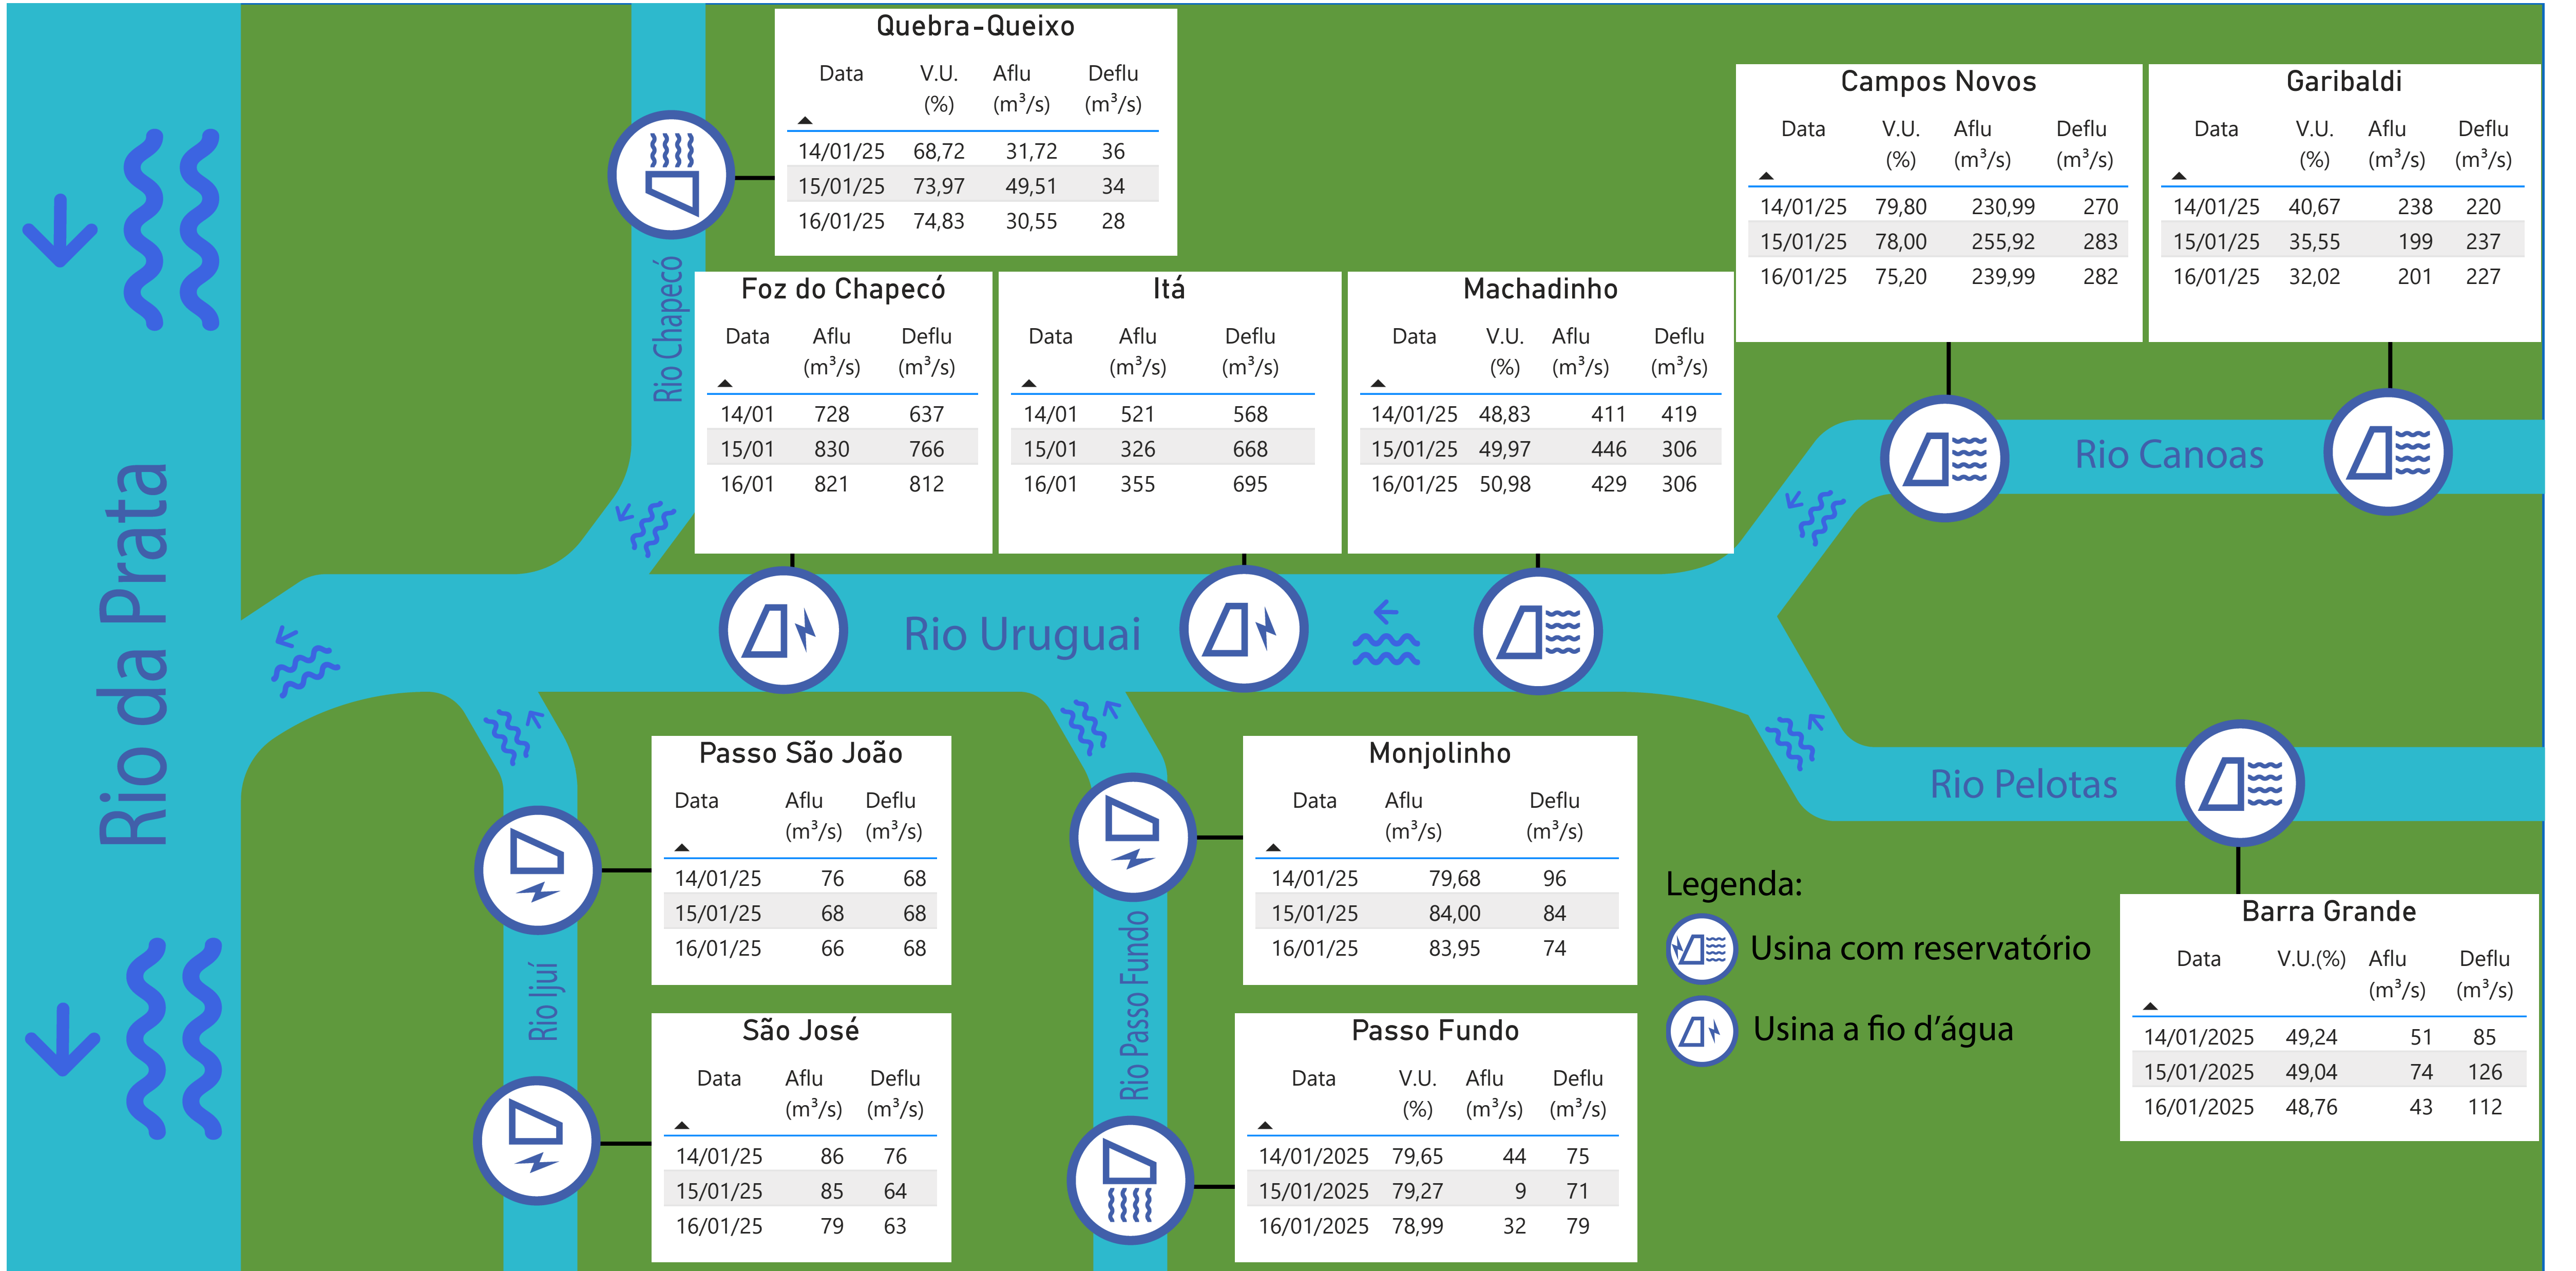 Quebra-Queixo
Data V.U. (%) Aflu (m³/s) Deflu (m³/s)
14/01/25 68,72 31,72 36
15/01/25 73,97 49,51 34
16/01/25 74,83 30,55 28
Campos Novos
Data V.U. (%) Aflu (m³/s) Deflu (m³/s)
14/01/25 79,80 230,99 270
15/01/25 78,00 255,92 283
16/01/25 75,20 239,99 282
Garibaldi
Data V.U. (%) Aflu (m³/s) Deflu (m³/s)
14/01/25 40,67 238 220
15/01/25 35,55 199 237
16/01/25 32,02 201 227
Rio Chapecó
Foz do Chapecó
Data Aflu (m³/s) Deflu (m³/s)
14/01 728 637
15/01 830 766
16/01 821 812
Itá
Data Aflu (m³/s) Deflu (m³/s)
14/01 521 568
15/01 326 668
16/01 355 695
Machadinho
Data V.U. (%) Aflu (m³/s) Deflu (m³/s)
14/01/25 48,83 411 419
15/01/25 49,97 446 306
16/01/25 50,98 429 306
Rio Canoas
Rio da Prata
Rio Uruguai
Rio Pelotas
Passo São João
Data Aflu (m³/s) Deflu (m³/s)
14/01/25 76 68
15/01/25 68 68
16/01/25 66 68
Monjolinho
Data Aflu (m³/s) Deflu (m³/s)
14/01/25 79,68 96
15/01/25 84,00 84
16/01/25 83,95 74
Legenda:
Usina com reservatório
Usina a fio d’água
Barra Grande
Data V.U.(%) Aflu (m³/s) Deflu (m³/s)
14/01/2025 49,24 51 85
15/01/2025 49,04 74 126
16/01/2025 48,76 43 112
Rio Ijuí
São José
Data Aflu (m³/s) Deflu (m³/s)
14/01/25 86 76
15/01/25 85 64
16/01/25 79 63
Rio Passo Fundo
Passo Fundo
Data V.U. (%) Aflu (m³/s) Deflu (m³/s)
14/01/2025 79,65 44 75
15/01/2025 79,27 9 71
16/01/2025 78,99 32 79